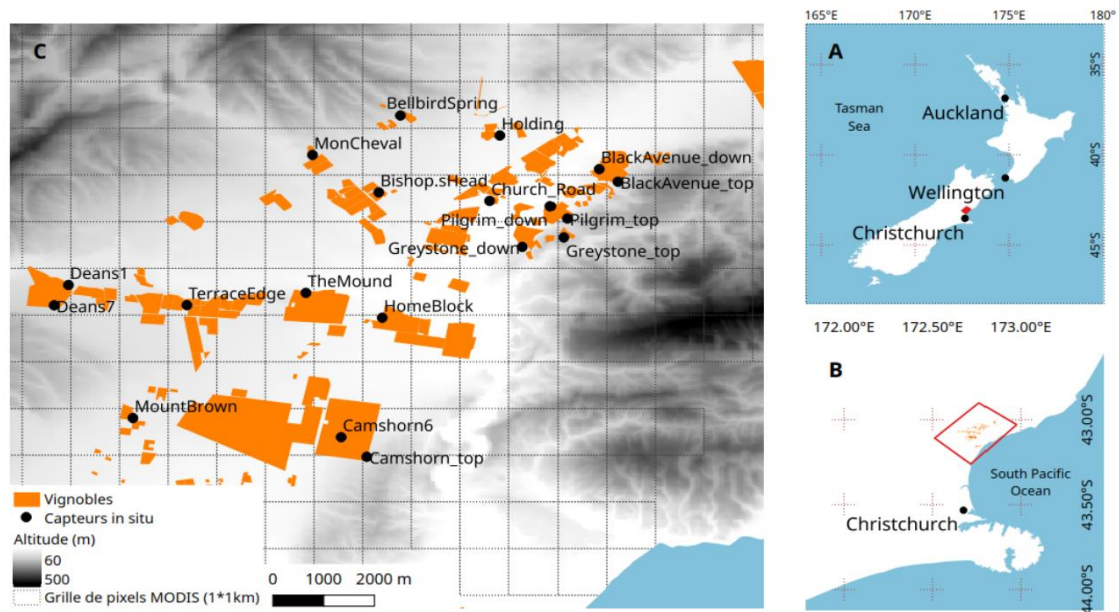 C
BellbirdSpring
Holding
MonCheval
BlackAvenue_down
Bishop.sHead
BlackAvenue_top
Church_Road
Pilgrim_down
Pilgrim_top
Greystone_down
Greystone_top
Deans1
TheMound
TerraceEdge
Deans7
HomeBlock
MountBrown
Camshorn6
Camshorn_top
Vignobles
Capteurs in situ
Altitude (m)
60
500
Grille de pixels MODIS (1*1km)
0 1000 2000 m
165°E 170°E 175°E 180°
A
35°S
Tasman
Sea
Auckland
40°S
Wellington
Christchurch
45°S
172.00°E 172.50°E 173.00°E
B
43.00°S
South Pacific
Ocean
43.50°S
Christchurch
44.00°S